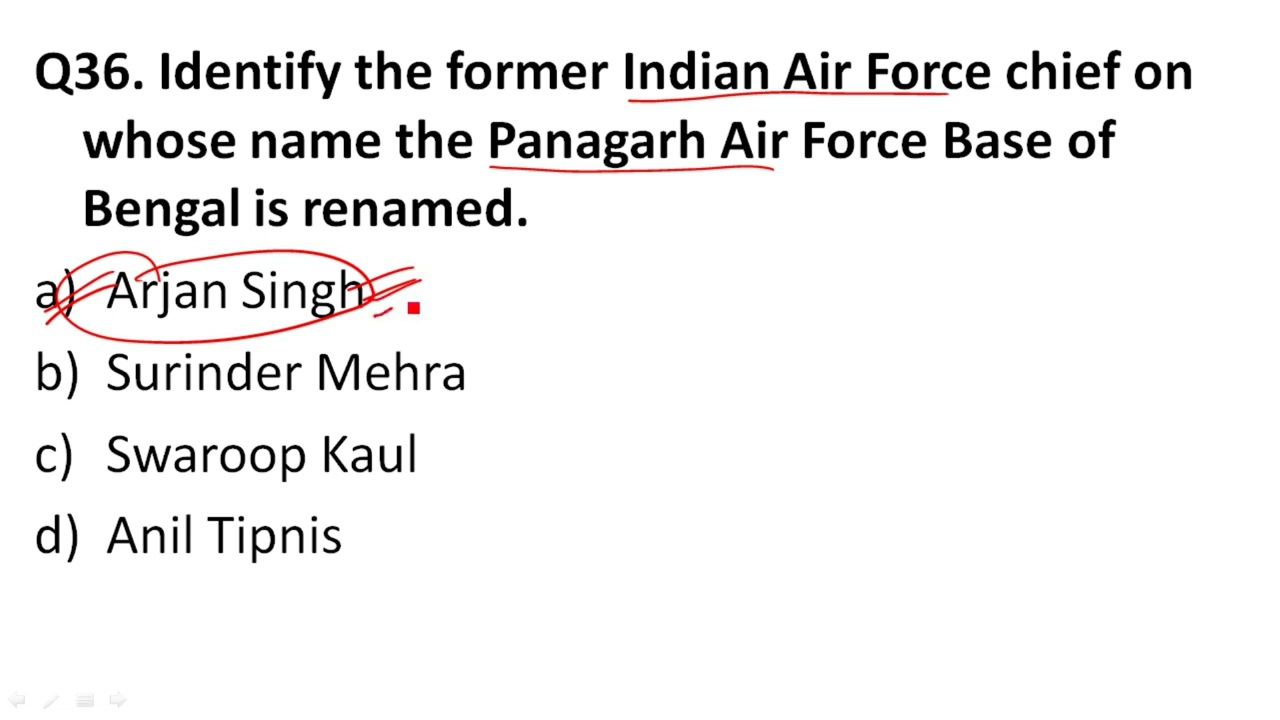 Q36. Identify the former Indian Air Force chief on
whose name the Panagarh Air Force Base of
Bengal is renamed.
a) Arjan Singh
b) Surinder Mehra
c) Swaroop Kaul
d) Anil Tipnis